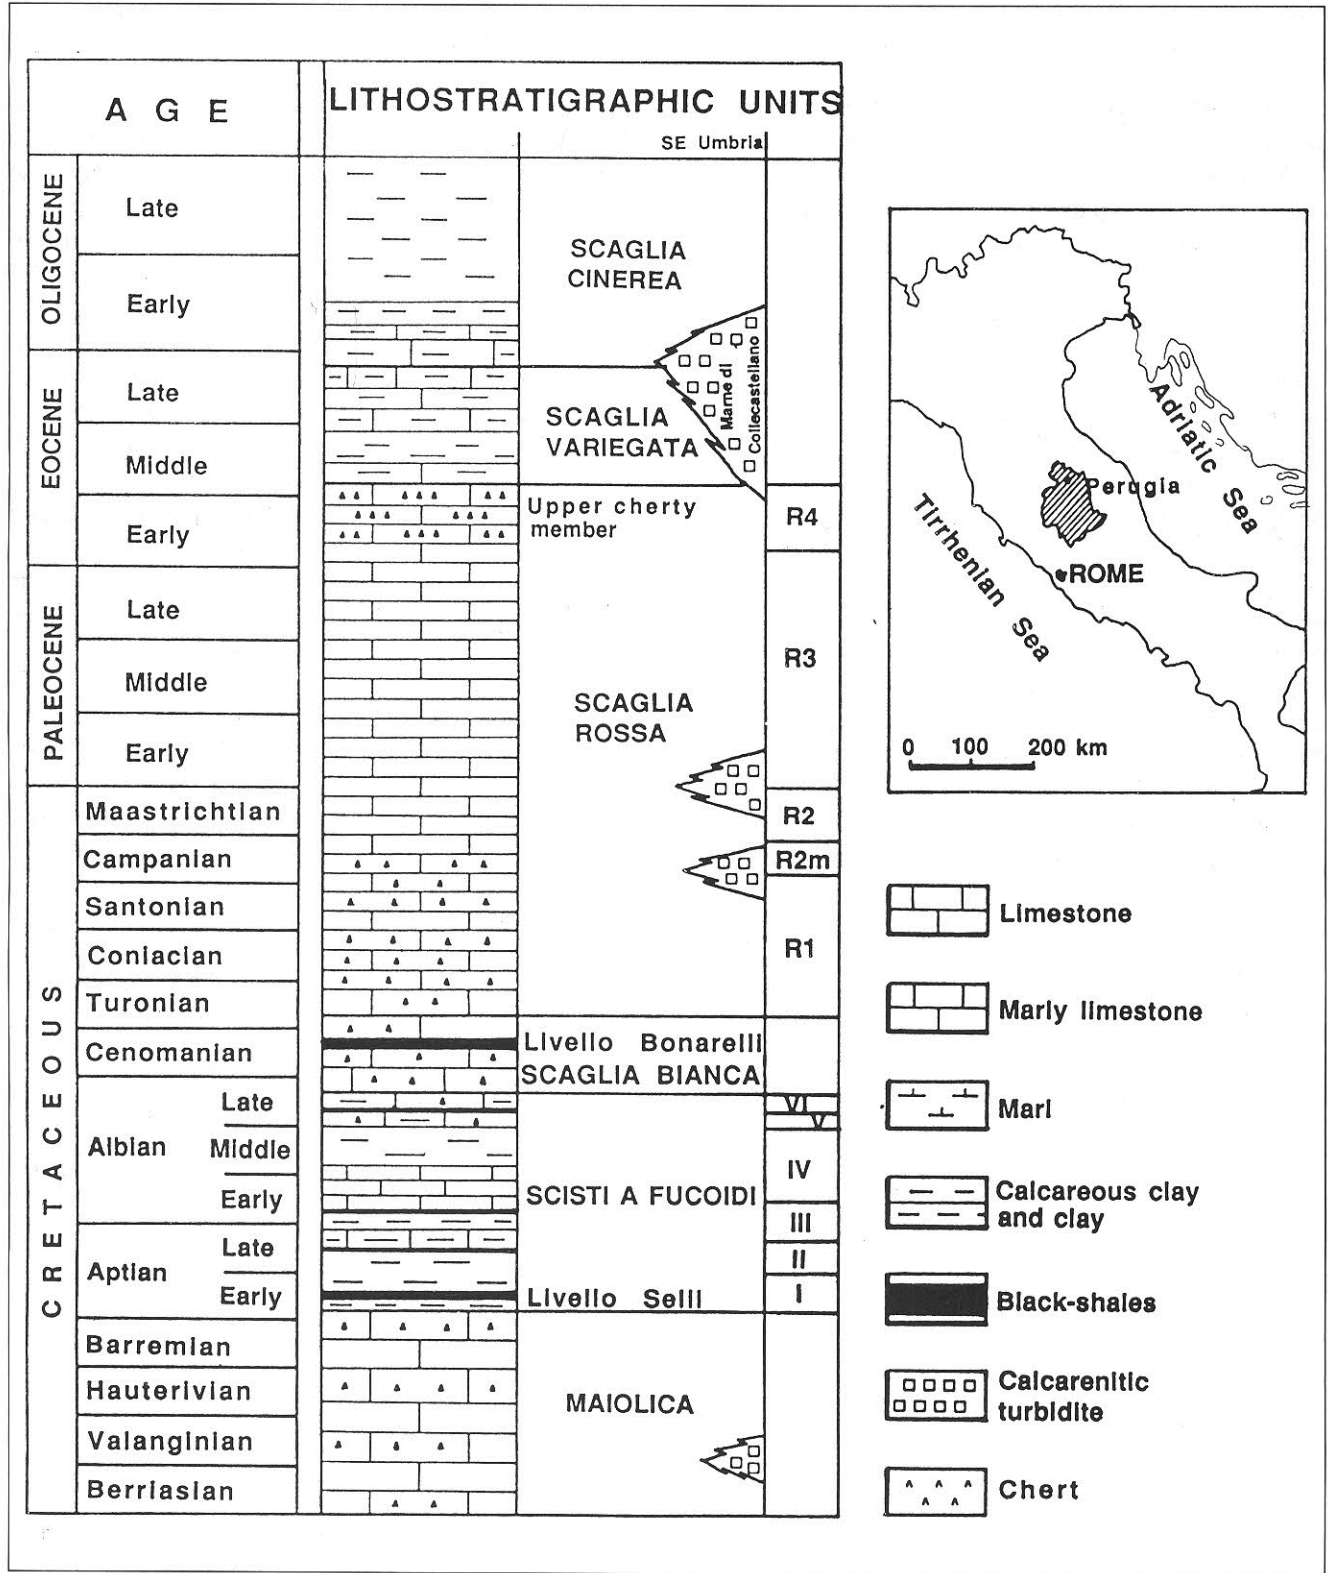 A G E
LITHOSTRATIGRAPHIC UNITS
SE Umbria
OLIGOCENE
Late
Early
EOCENE
Late
Middle
Early
PALEOCENE
Late
Middle
Early
CRETACEOUS
Maastrichtian
Campanian
Santonian
Coniacian
Turonian
Cenomanian
Albian
Late
Middle
Early
Aptian
Late
Early
Barremian
Hauterivian
Valanginian
Berriasian
SCAGLIA
CINEREA
Marne di
Collecastellano
SCAGLIA
VARIEGATA
Upper cherty
member
SCAGLIA
ROSSA
Livello Bonarelli
SCAGLIA BIANCA
SCISTI A FUCOIDI
Livello Selli
MAIOLICA
R4
R3
R2
R2m
R1
VI
V
IV
III
II
I
Adriatic Sea
Perugia
Tirrhenian Sea
ROME
0 100 200 km
Limestone
Marly limestone
Marl
Calcareous clay
and clay
Black-shales
Calcarenitic
turbidite
Chert